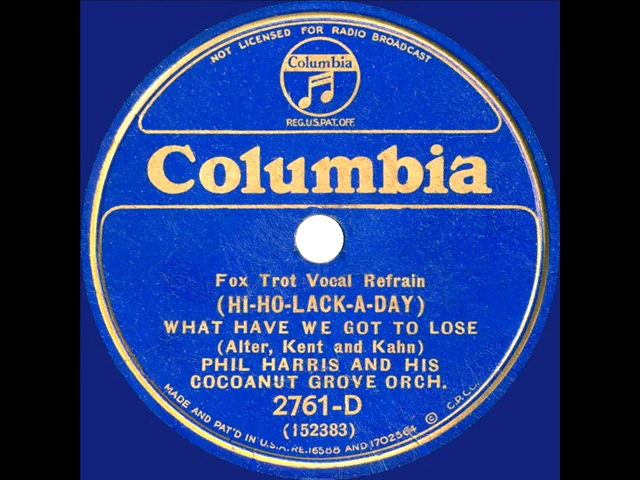 NOT LICENSED FOR RADIO BROADCAST
Columbia
REG.U.S.PAT.OFF.
Columbia
Fox Trot Vocal Refrain
(HI-HO-LACK-A-DAY)
WHAT HAVE WE GOT TO LOSE
(Alter, Kent and Kahn)
PHIL HARRIS AND HIS
COCOANUT GROVE ORCH.
2761-D
(152383)
MADE AND PAT'D IN U.S.A. RE.16588 AND 1702564 © C.P.CO.